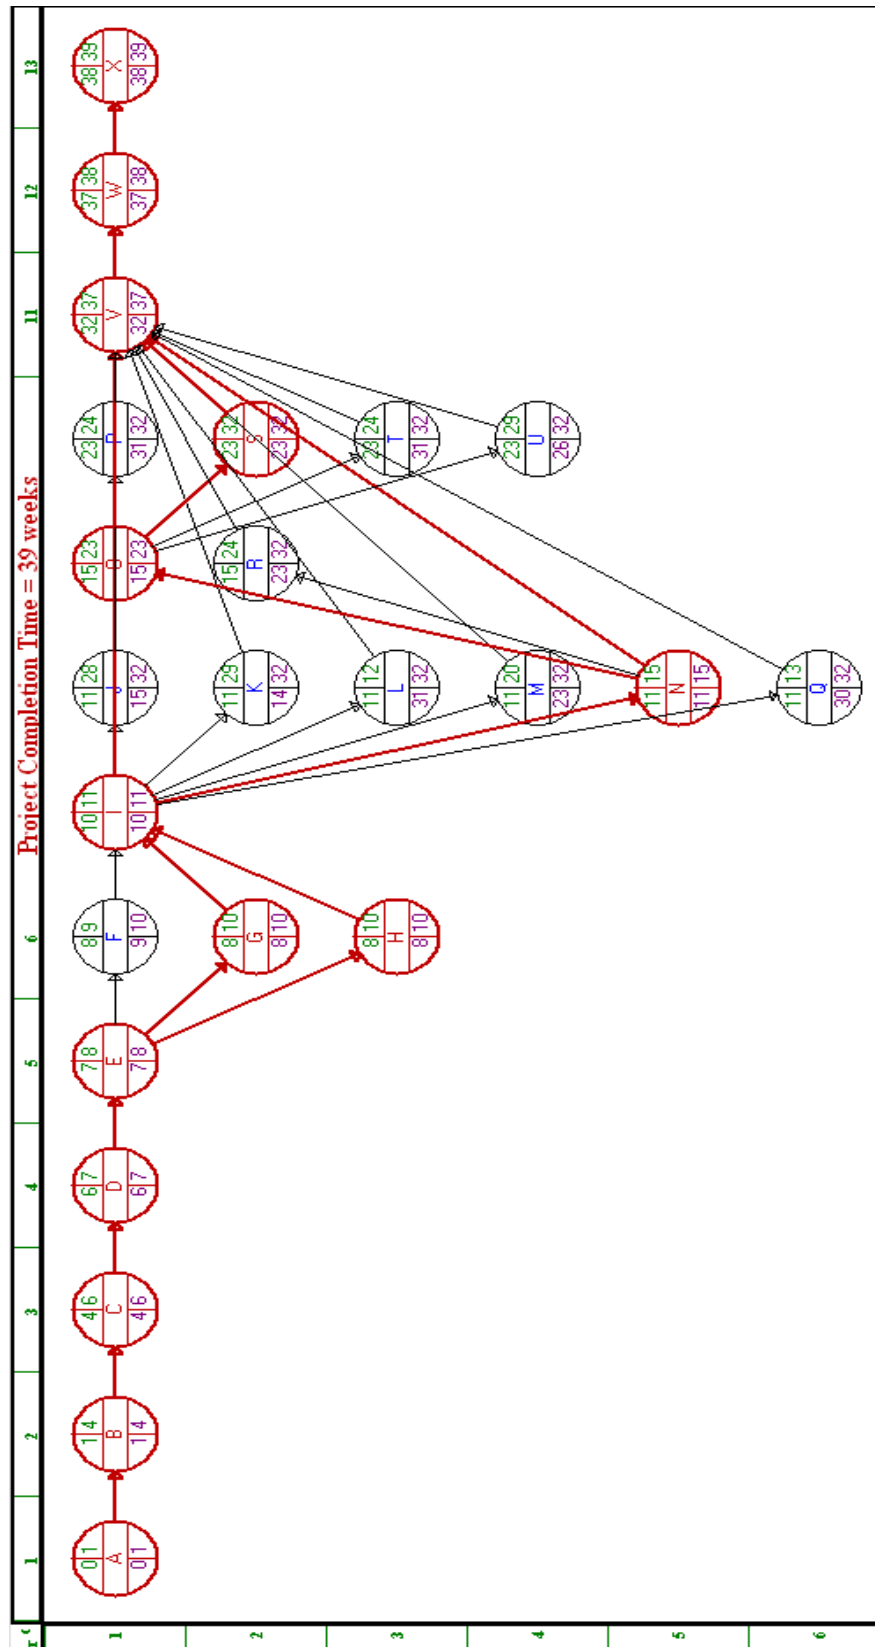 1 2 3 4 5 6 Project Completion Time = 39 weeks 11 12 13
0 1 1 4 4 6 6 7 7 8 8 9 10 11 11 28 15 23 23 24 32 37 37 38 38 39
1 A B C D E F I J O P V W X
0 1 1 4 4 6 6 7 7 8 9 10 10 11 15 32 15 23 31 32 32 37 37 38 38 39
8 10 11 29 15 24 23 32
2 G K R S
8 10 14 32 23 32 23 32
8 10 11 12 23 24
3 H L T
8 10 31 32 31 32
11 20 23 29
4 M U
23 32 26 32
11 15
5 N
11 15
11 13
6 Q
30 32